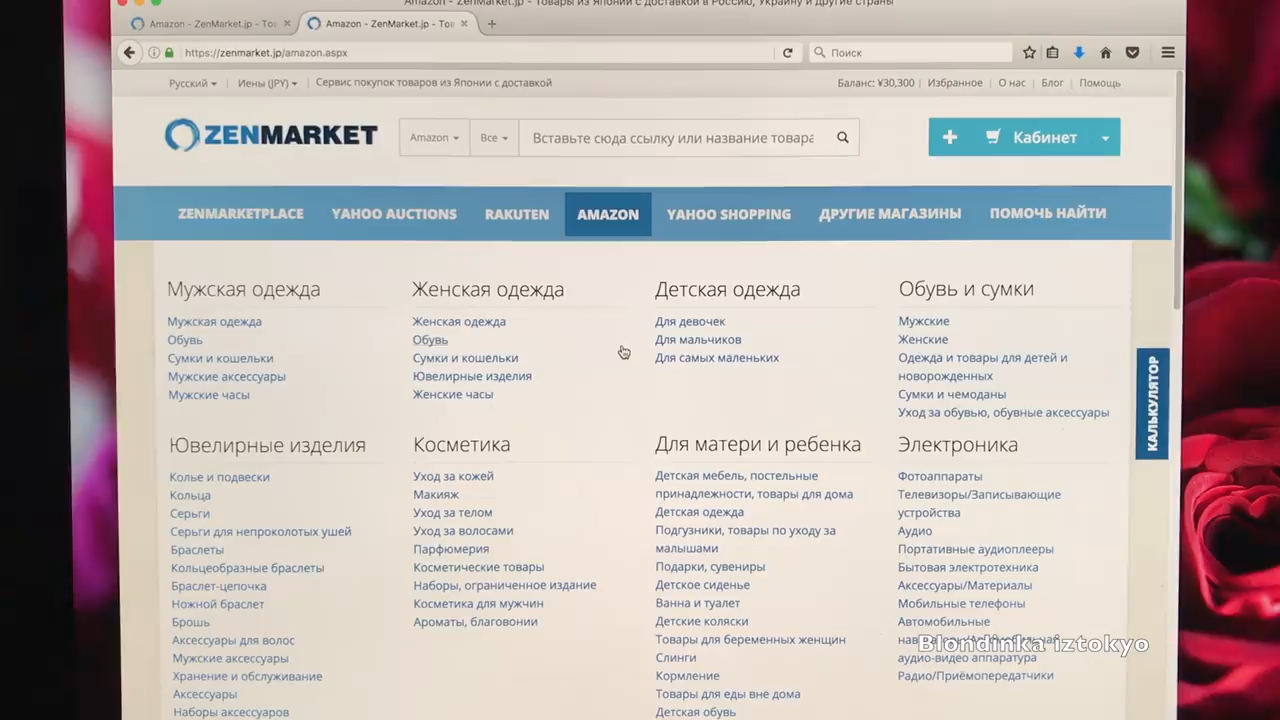 Amazon - ZenMarket.jp - Товары из Японии с доставкой в Россию, Украину и другие страны
Amazon - ZenMarket.jp - Тов
Amazon - ZenMarket.jp - Тов
https://zenmarket.jp/amazon.aspx
Поиск
Русский
Иены (JPY)
Сервис покупок товаров из Японии с доставкой
Баланс: ¥30,300
Избранное
О нас
Блог
Помощь
ZENMARKET
Amazon
Все
Вставьте сюда ссылку или название товара
Кабинет
ZENMARKETPLACE
YAHOO AUCTIONS
RAKUTEN
AMAZON
YAHOO SHOPPING
ДРУГИЕ МАГАЗИНЫ
ПОМОЧЬ НАЙТИ
Мужская одежда
Мужская одежда
Обувь
Сумки и кошельки
Мужские аксессуары
Мужские часы
Женская одежда
Женская одежда
Обувь
Сумки и кошельки
Ювелирные изделия
Женские часы
Детская одежда
Для девочек
Для мальчиков
Для самых маленьких
Обувь и сумки
Мужские
Женские
Одежда и товары для детей и
новорожденных
Сумки и чемоданы
Уход за обувью, обувные аксессуары
КАЛЬКУЛЯТОР
Ювелирные изделия
Колье и подвески
Кольца
Серьги
Серьги для непроколотых ушей
Браслеты
Кольцеобразные браслеты
Браслет-цепочка
Ножной браслет
Брошь
Аксессуары для волос
Мужские аксессуары
Хранение и обслуживание
Аксессуары
Наборы аксессуаров
Косметика
Уход за кожей
Макияж
Уход за телом
Уход за волосами
Парфюмерия
Косметические товары
Наборы, ограниченное издание
Косметика для мужчин
Ароматы, благовонии
Для матери и ребенка
Детская мебель, постельные
принадлежности, товары для дома
Детская одежда
Подгузники, товары по уходу за
малышами
Подарки, сувениры
Детское сиденье
Ванна и туалет
Детские коляски
Товары для беременных женщин
Слинги
Кормление
Товары для еды вне дома
Детская обувь
Электроника
Фотоаппараты
Телевизоры/Записывающие
устройства
Аудио
Портативные аудиоплееры
Бытовая электротехника
Аксессуары/Материалы
Мобильные телефоны
Автомобильные
аудио-видео аппаратура
Радио/Приёмопередатчики
Blondinka iztokyo